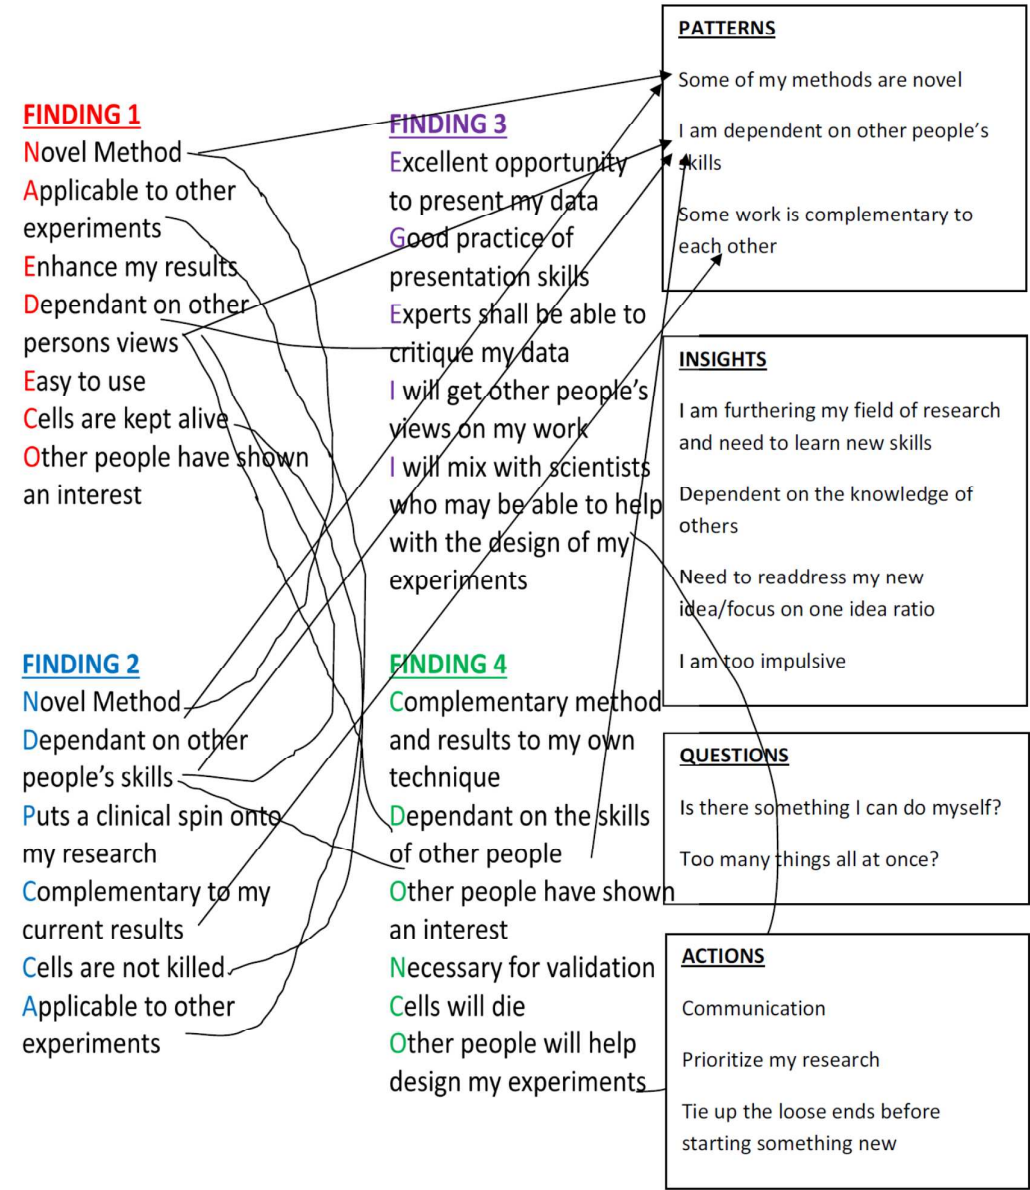 FINDING 1
Novel Method
Applicable to other
experiments
Enhance my results
Dependant on other
persons views
Easy to use
Cells are kept alive
Other people have shown
an interest
FINDING 2
Novel Method
Dependant on other
people's skills
Puts a clinical spin onto
my research
Complementary to my
current results
Cells are not killed
Applicable to other
experiments
FINDING 3
Excellent opportunity
to present my data
Good practice of
presentation skills
Experts shall be able to
critique my data
I will get other people's
views on my work
I will mix with scientists
who may be able to help
with the design of my
experiments
FINDING 4
Complementary method
and results to my own
technique
Dependant on the skills
of other people
Other people have shown
an interest
Necessary for validation
Cells will die
Other people will help
design my experiments
PATTERNS
Some of my methods are novel
I am dependent on other people's
skills
Some work is complementary to
each other
INSIGHTS
I am furthering my field of research
and need to learn new skills
Dependent on the knowledge of
others
Need to readdress my new
idea/focus on one idea ratio
I am too impulsive
QUESTIONS
Is there something I can do myself?
Too many things all at once?
ACTIONS
Communication
Prioritize my research
Tie up the loose ends before
starting something new